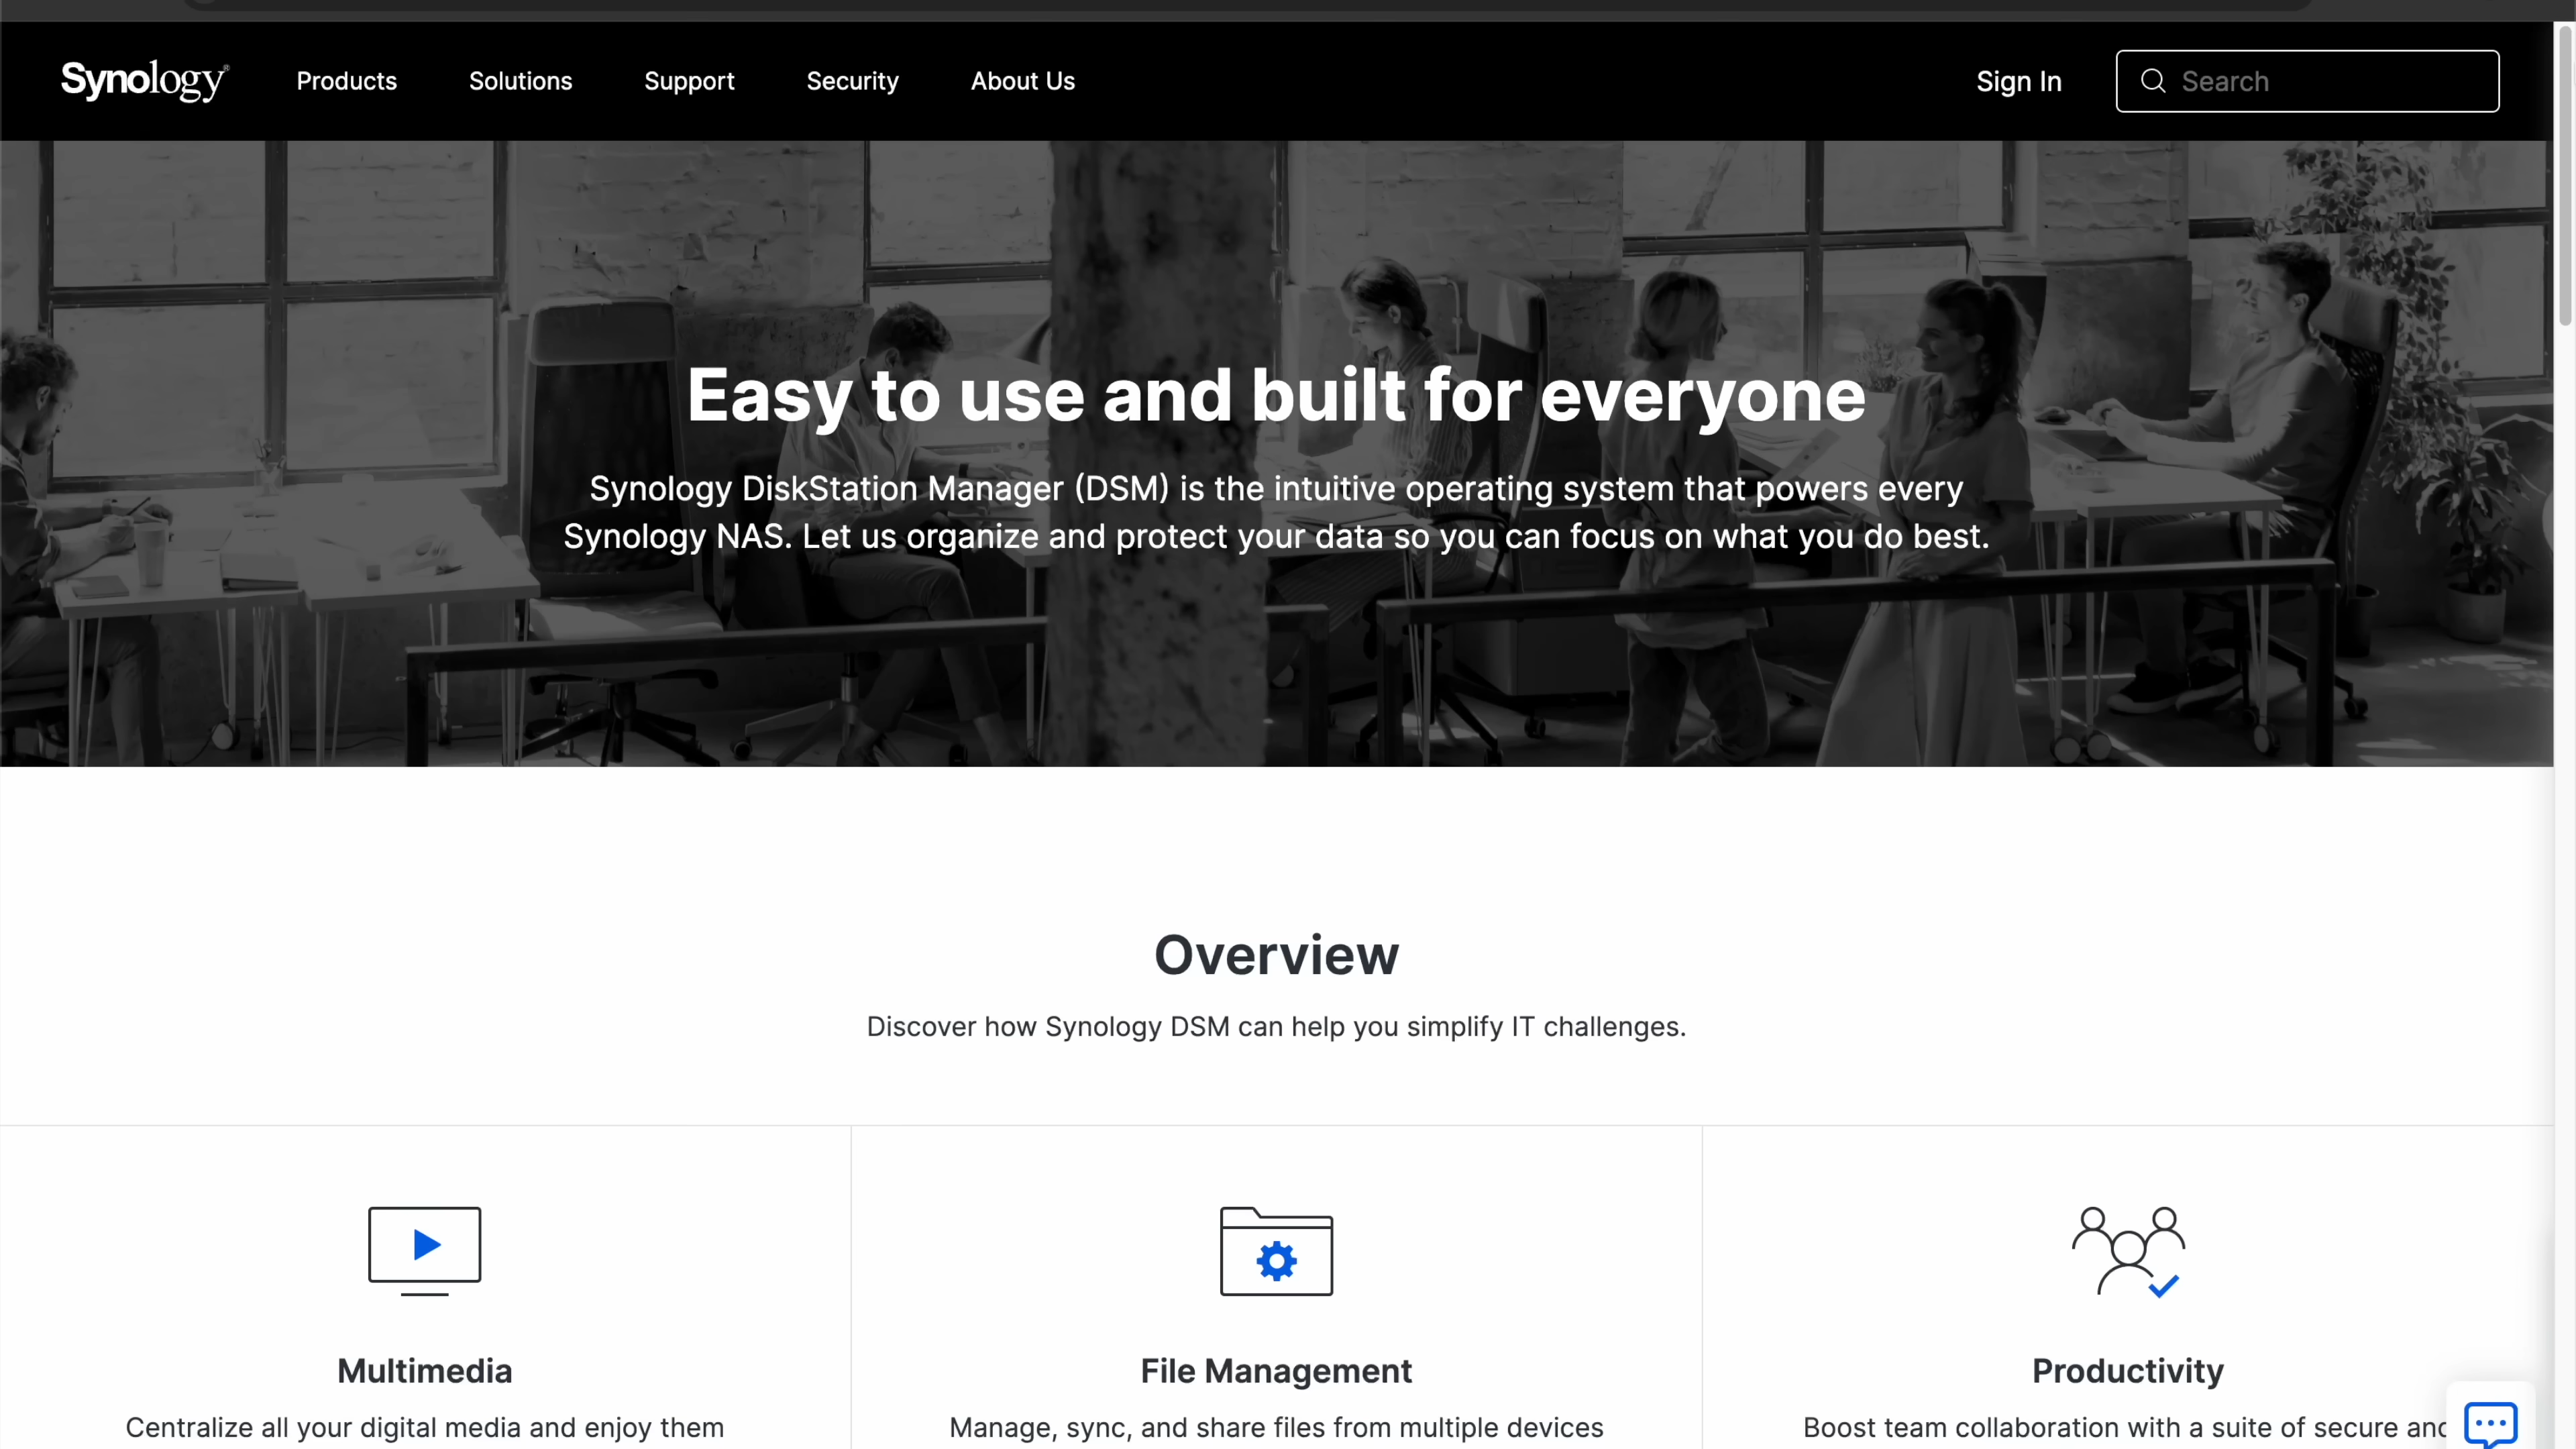 Synology®
Products
Solutions
Support
Security
About Us
Sign In
Search
Easy to use and built for everyone
Synology DiskStation Manager (DSM) is the intuitive operating system that powers every
Synology NAS. Let us organize and protect your data so you can focus on what you do best.
Overview
Discover how Synology DSM can help you simplify IT challenges.
Multimedia
File Management
Productivity
Centralize all your digital media and enjoy them
Manage, sync, and share files from multiple devices
Boost team collaboration with a suite of secure and